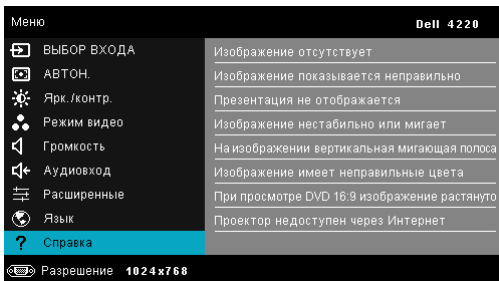 Меню
Dell 4220
ВЫБОР ВХОДА
АВТОН.
Ярк./контр.
Режим видео
Громкость
Аудиовход
Расширенные
Язык
Справка
Изображение отсутствует
Изображение показывается неправильно
Презентация не отображается
Изображение нестабильно или мигает
На изображении вертикальная мигающая полоса
Изображение имеет неправильные цвета
При просмотре DVD 16:9 изображение растянуто
Проектор недоступен через Интернет
Разрешение 1024x768